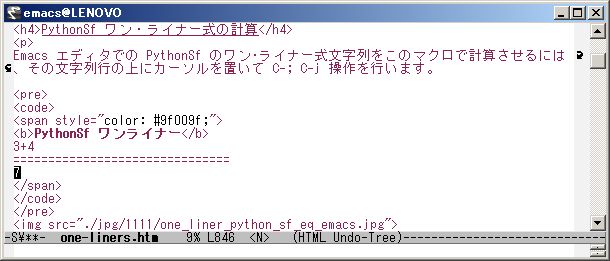 emacs@LENOVO
<h4>PythonSf ワン・ライナー式の計算</h4>
<p>
Emacs エディタでの PythonSf のワン・ライナー式文字列をこのマクロで計算させるには
、その文字列行の上にカーソルを置いて C-; C-j 操作を行います。
<pre>
<code>
<span style="color: #9f009f;">
<b>PythonSf ワンライナー</b>
3+4
===============================
7
</span>
</code>
</pre>
<img src="./jpg/1111/one_liner_python_sf_eq_emacs.jpg">
-S\**- one-liners.htm 9% L846 <N> (HTML Undo-Tree)---------------------------